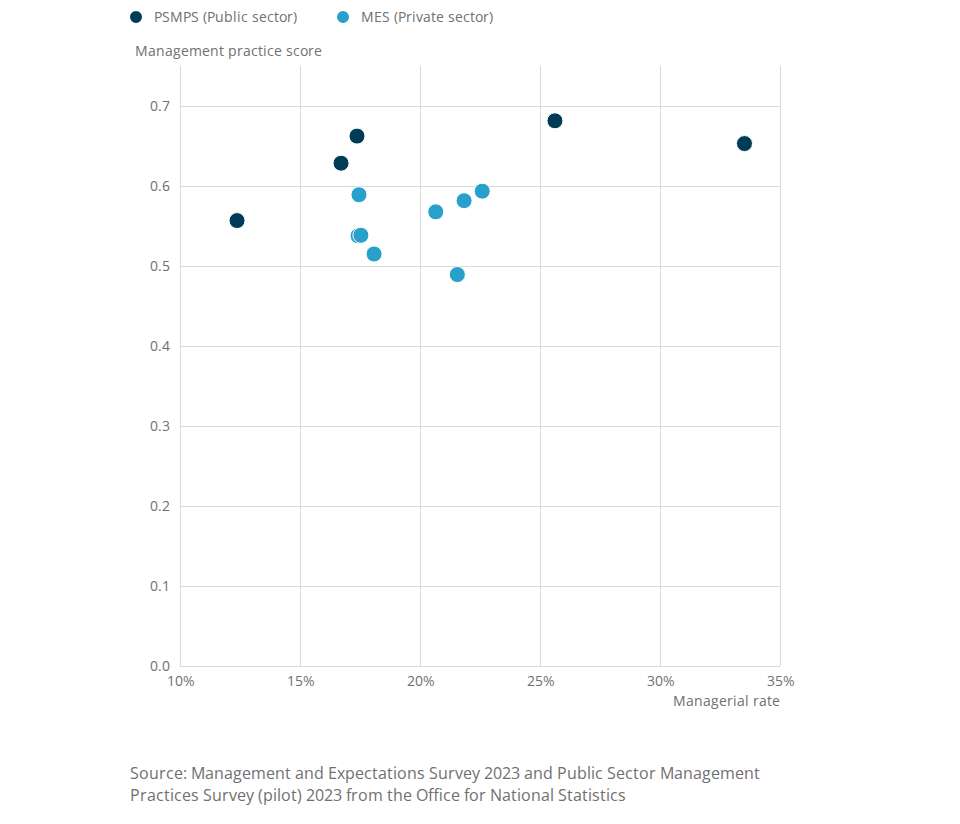 PSMPS (Public sector) MES (Private sector)
Management practice score
0.7
0.6
0.5
0.4
0.3
0.2
0.1
0.0
10% 15% 20% 25% 30% 35%
Managerial rate
Source: Management and Expectations Survey 2023 and Public Sector Management
Practices Survey (pilot) 2023 from the Office for National Statistics